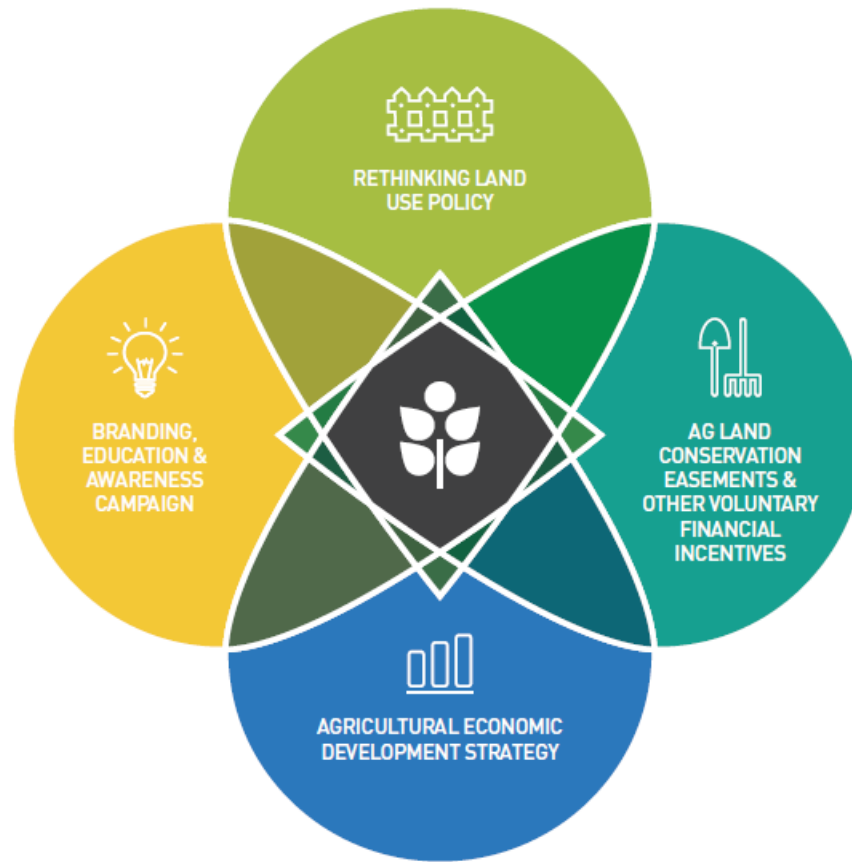 RETHINKING LAND
USE POLICY
BRANDING,
EDUCATION &
AWARENESS
CAMPAIGN
AG LAND
CONSERVATION
EASEMENTS &
OTHER VOLUNTARY
FINANCIAL
INCENTIVES
AGRICULTURAL ECONOMIC
DEVELOPMENT STRATEGY